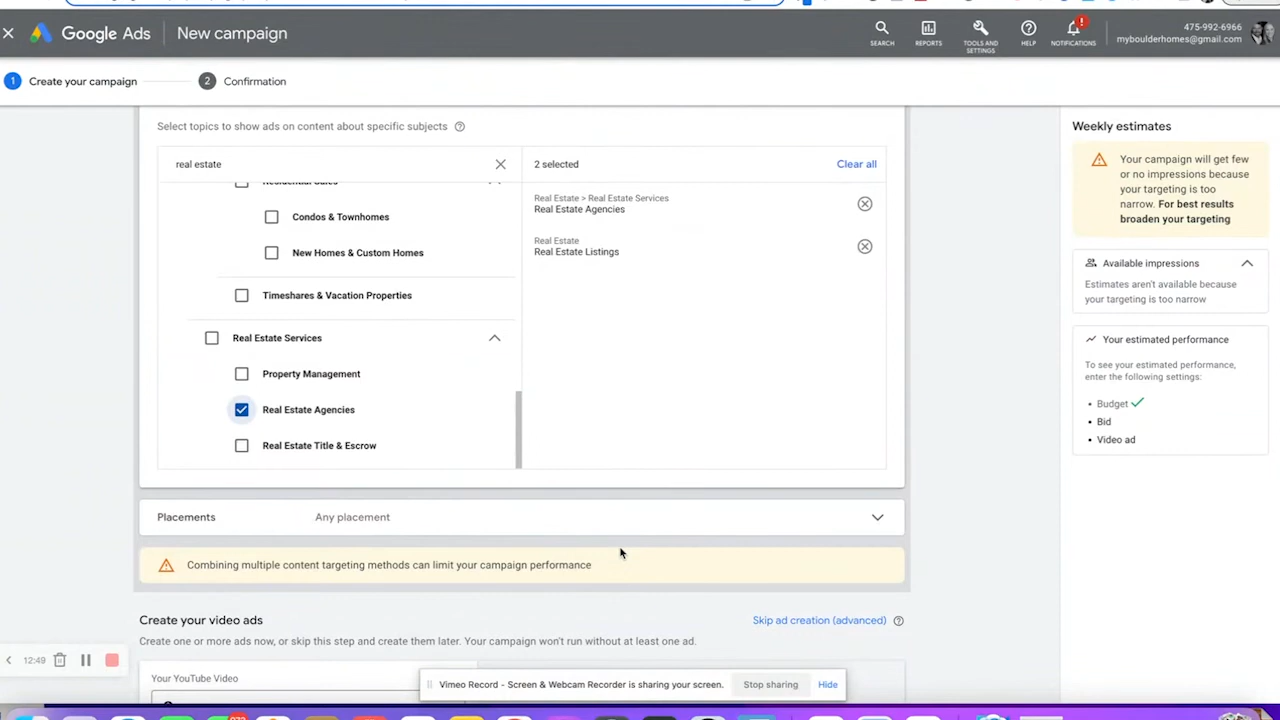 Google Ads
New campaign
SEARCH
REPORTS
TOOLS AND
SETTINGS
HELP
NOTIFICATIONS
475-992-6966
myboulderhomes@gmail.com
1 Create your campaign
2 Confirmation
Select topics to show ads on content about specific subjects
real estate
2 selected
Clear all
Residential Sales
Condos & Townhomes
New Homes & Custom Homes
Timeshares & Vacation Properties
Real Estate Services
Property Management
Real Estate Agencies
Real Estate Title & Escrow
Real Estate > Real Estate Services
Real Estate Agencies
Real Estate
Real Estate Listings
Placements
Any placement
Combining multiple content targeting methods can limit your campaign performance
Create your video ads
Skip ad creation (advanced)
Create one or more ads now, or skip this step and create them later. Your campaign won't run without at least one ad.
Your YouTube Video
12:49
Vimeo Record - Screen & Webcam Recorder is sharing your screen.
Stop sharing
Hide
Weekly estimates
Your campaign will get few
or no impressions because
your targeting is too
narrow. For best results
broaden your targeting
Available impressions
Estimates aren't available because
your targeting is too narrow
Your estimated performance
To see your estimated performance,
enter the following settings:
• Budget
• Bid
• Video ad